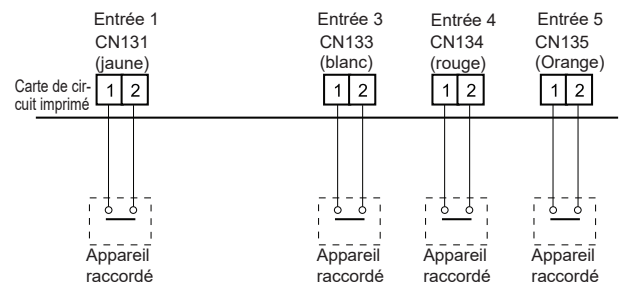 Entrée 1
CN131
(jaune)
Entrée 3
CN133
(blanc)
Entrée 4
CN134
(rouge)
Entrée 5
CN135
(Orange)
Carte de cir-
cuit imprimé
1 2
1 2
1 2
1 2
Appareil
raccordé
Appareil
raccordé
Appareil
raccordé
Appareil
raccordé